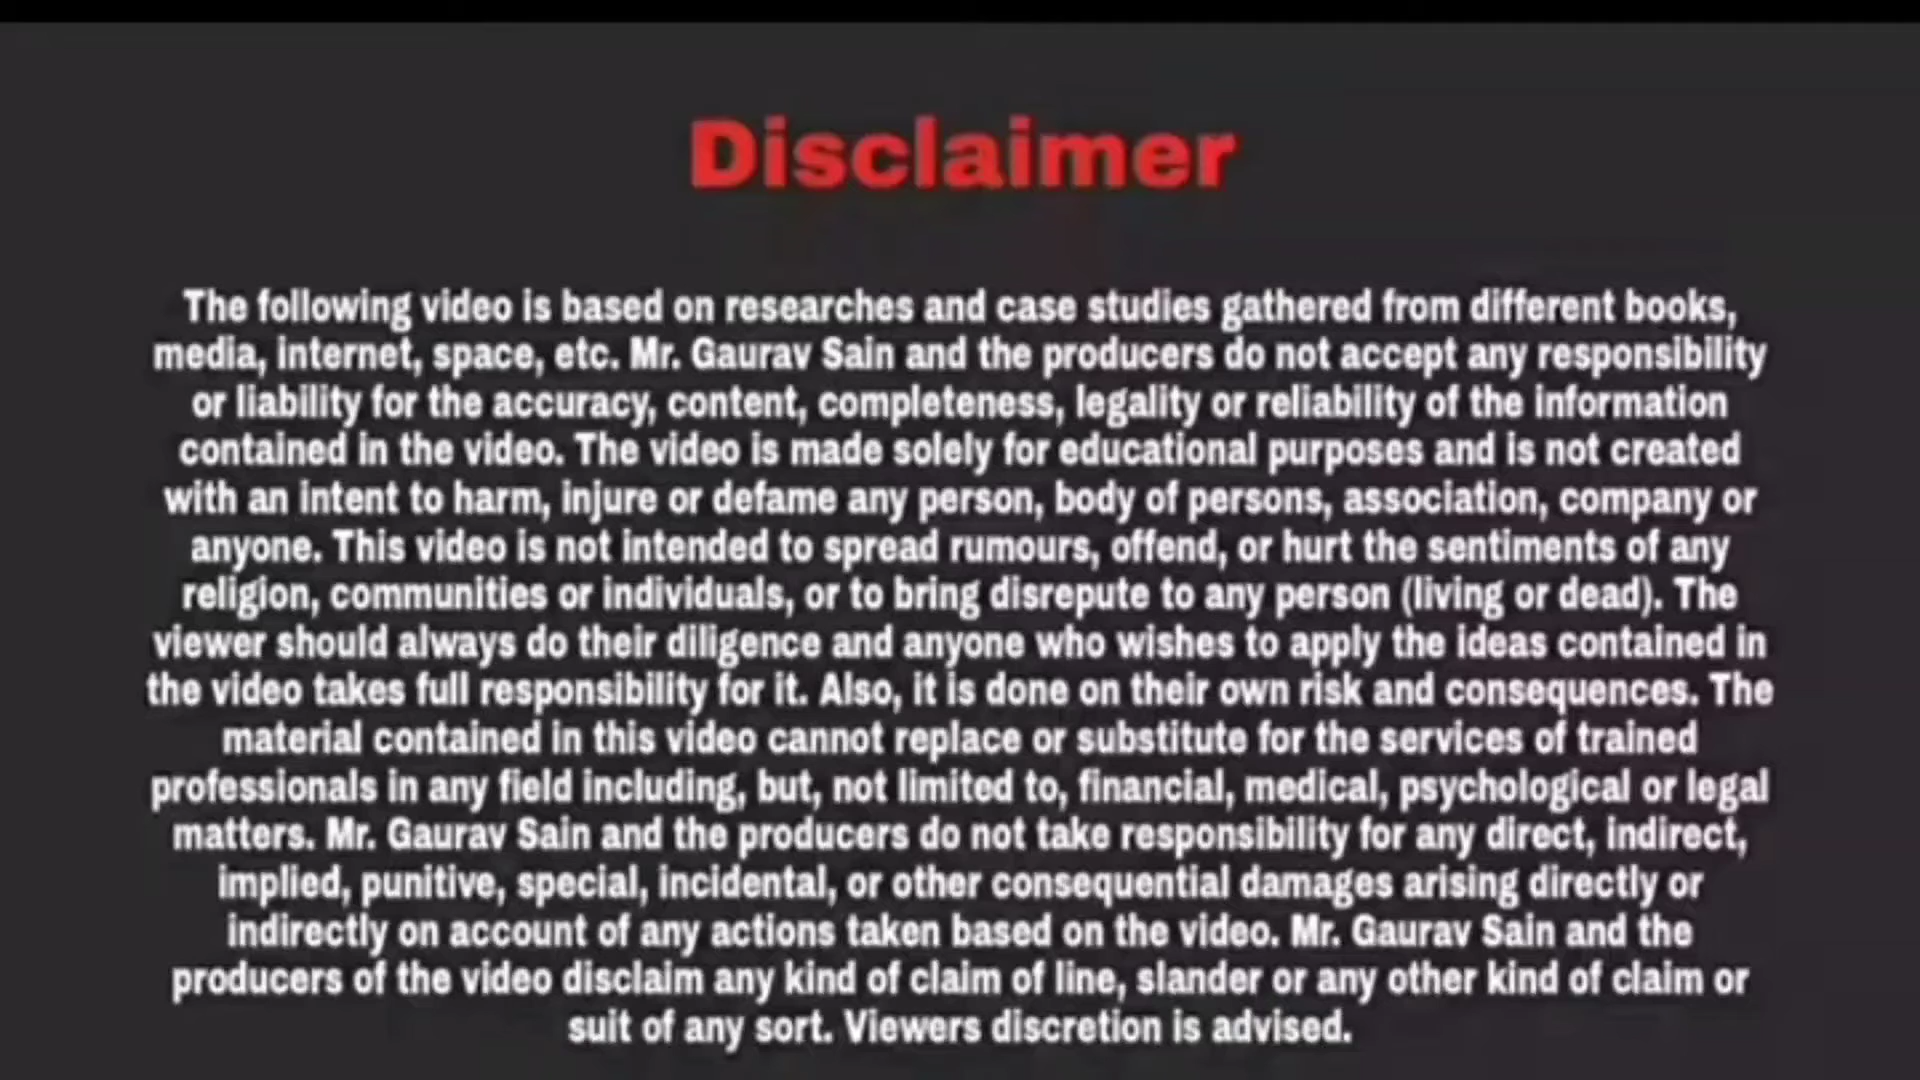 Disclaimer
The following video is based on researches and case studies gathered from different books,
media, internet, space, etc. Mr. Gaurav Sain and the producers do not accept any responsibility
or liability for the accuracy, content, completeness, legality or reliability of the information
contained in the video. The video is made solely for educational purposes and is not created
with an intent to harm, injure or defame any person, body of persons, association, company or
anyone. This video is not intended to spread rumours, offend, or hurt the sentiments of any
religion, communities or individuals, or to bring disrepute to any person (living or dead). The
viewer should always do their diligence and anyone who wishes to apply the ideas contained in
the video takes full responsibility for it. Also, it is done on their own risk and consequences. The
material contained in this video cannot replace or substitute for the services of trained
professionals in any field including, but, not limited to, financial, medical, psychological or legal
matters. Mr. Gaurav Sain and the producers do not take responsibility for any direct, indirect,
implied, punitive, special, incidental, or other consequential damages arising directly or
indirectly on account of any actions taken based on the video. Mr. Gaurav Sain and the
producers of the video disclaim any kind of claim of line, slander or any other kind of claim or
suit of any sort. Viewers discretion is advised.